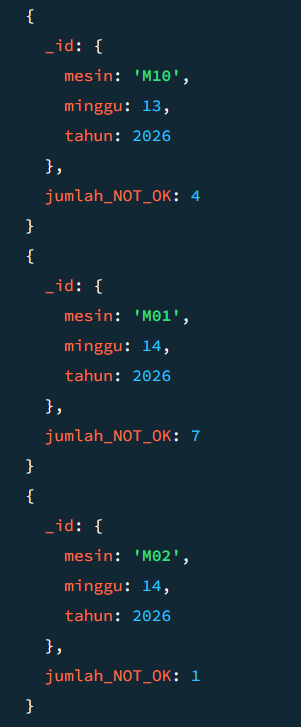 {
  _id: {
    mesin: 'M10',
    minggu: 13,
    tahun: 2026
  },
  jumlah_NOT_OK: 4
}
{
  _id: {
    mesin: 'M01',
    minggu: 14,
    tahun: 2026
  },
  jumlah_NOT_OK: 7
}
{
  _id: {
    mesin: 'M02',
    minggu: 14,
    tahun: 2026
  },
  jumlah_NOT_OK: 1
}